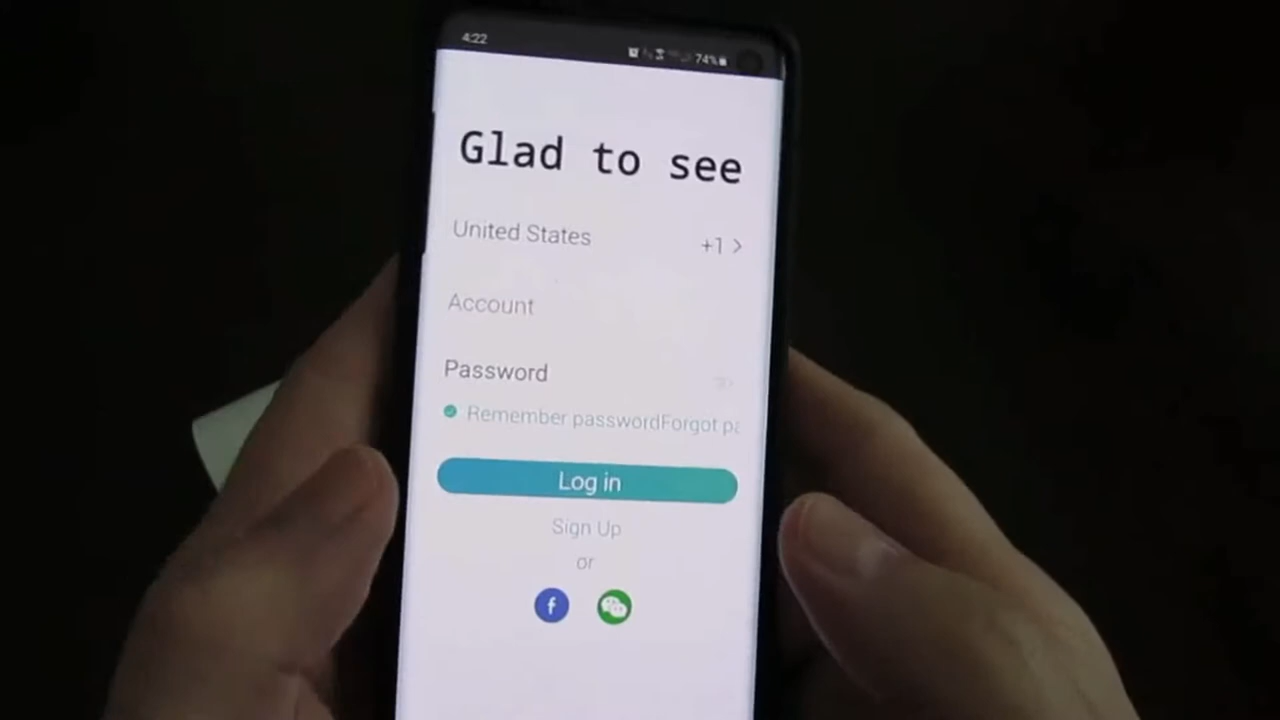 4:22
74%
Glad to see
United States +1 >
Account
Password
Remember passwordForgot pa
Log in
Sign Up
or
f